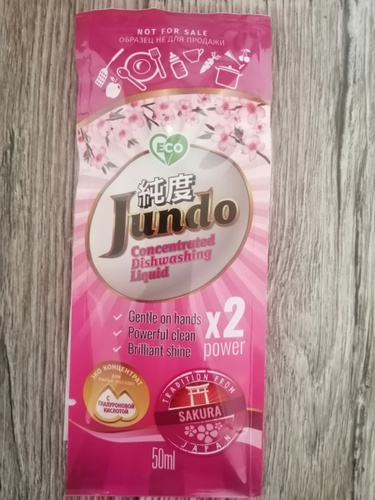 NOT FOR SALE
ОБРАЗЕЦ НЕ ДЛЯ ПРОДАЖИ
ECO
純度
Jundo
Concentrated
Dishwashing
Liquid
Gentle on hands
Powerful clean
Brilliant shine
x2
power
ЭКО КОНЦЕНТРАТ
С
ГИАЛУРОНОВОЙ
КИСЛОТОЙ
TRADITION FROM
SAKURA
JAPAN
50ml